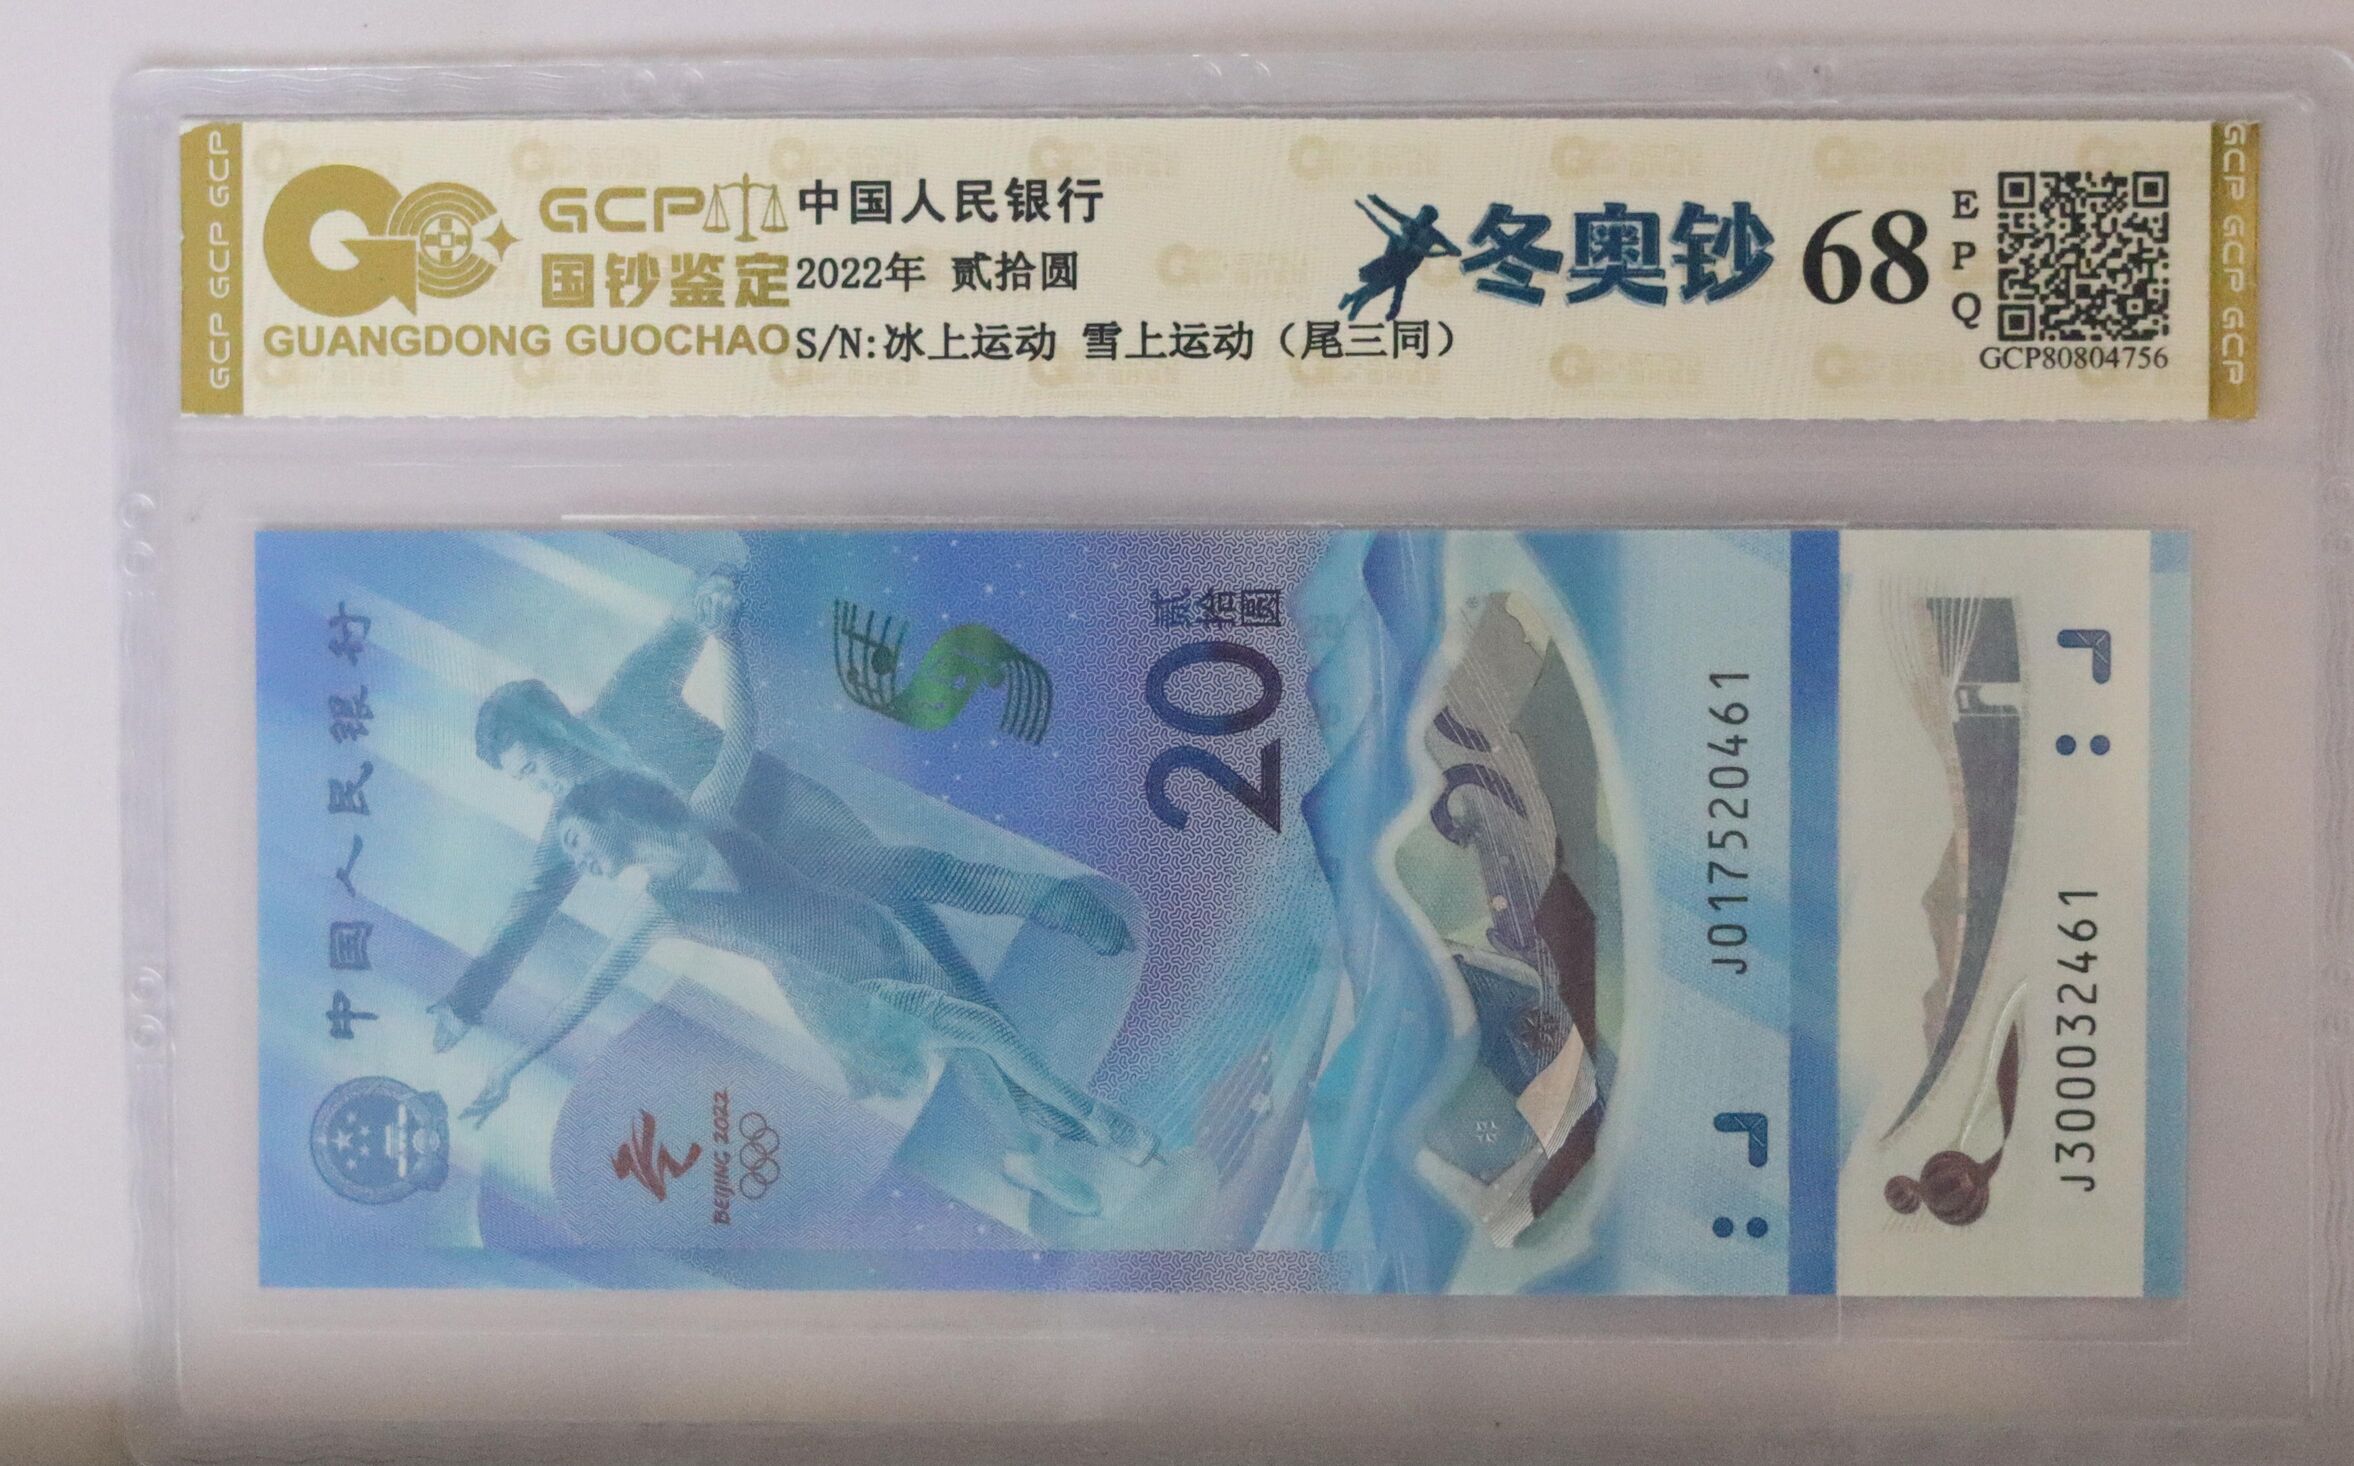 GCP GCP GCP
GCP
国钞鉴定
GUANGDONG GUOCHAO
中国人民银行
2022年 贰拾圆
S/N:冰上运动 雪上运动（尾三同）
冬奥钞
68
EPQ
GCP80804756
GCP GCP GCP
中国人民银行
BEIJING 2022
贰拾圆
20
J017520461
J300032461